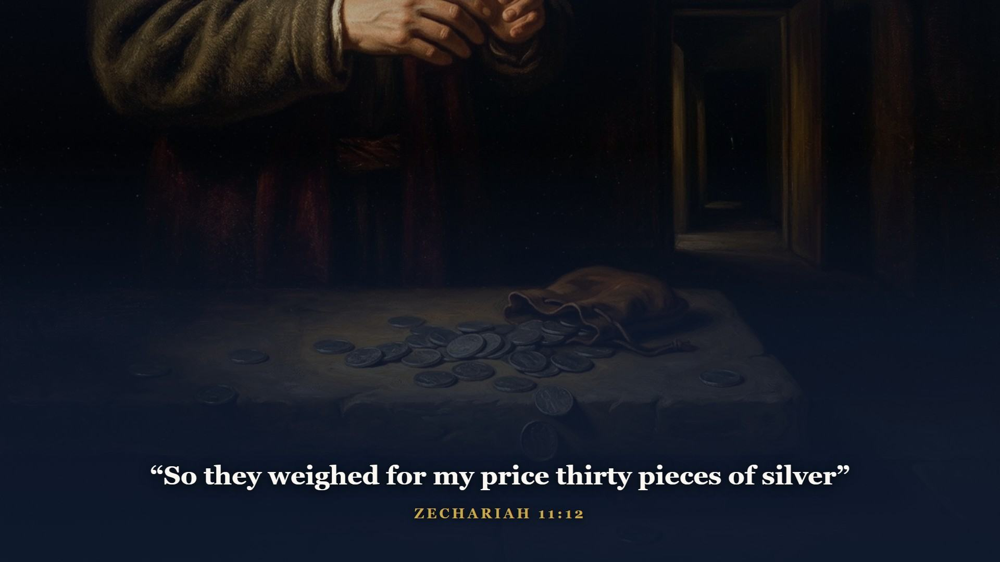 “So they weighed for my price thirty pieces of silver”
ZECHARIAH 11:12